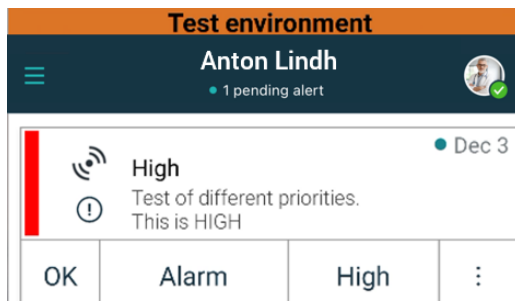 Test environment
Anton Lindh
1 pending alert
Dec 3
High
Test of different priorities.
This is HIGH
OK
Alarm
High